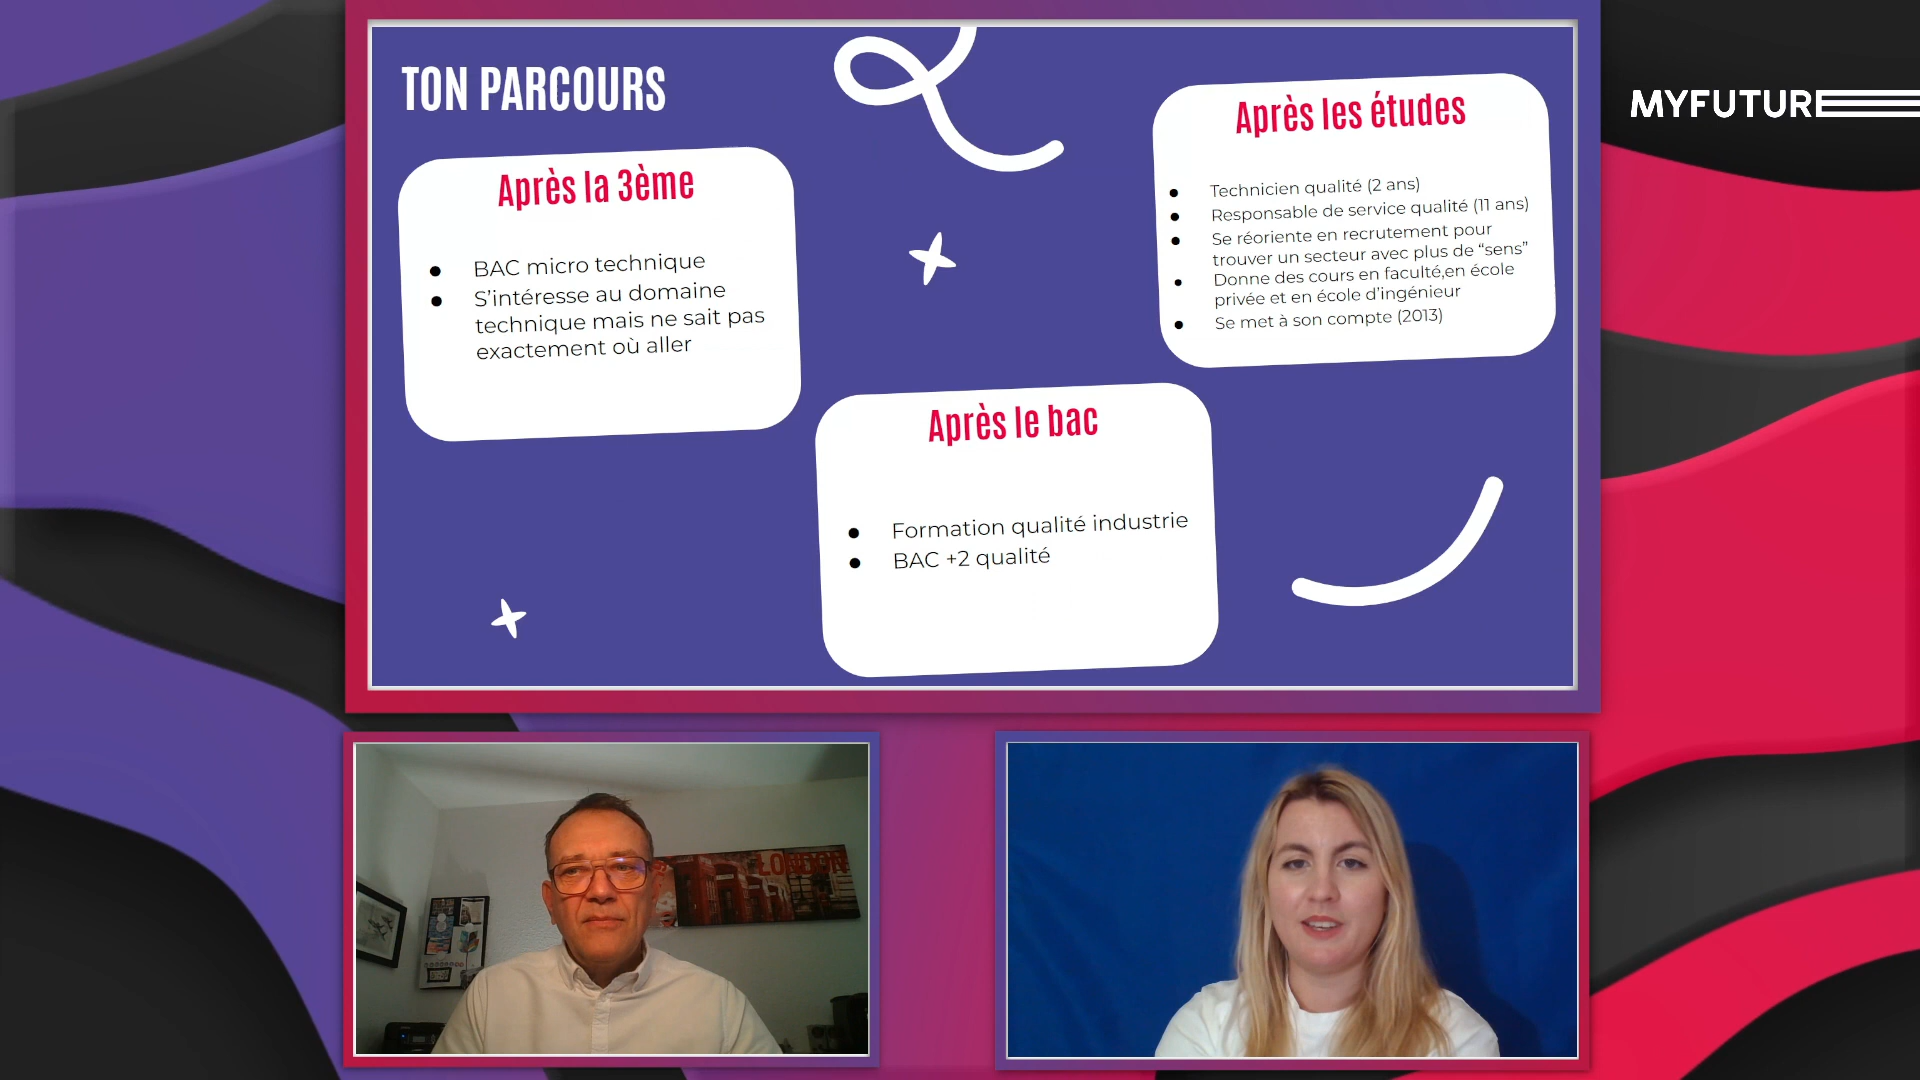 TON PARCOURS
Après la 3ème
BAC micro technique
S'intéresse au domaine
technique mais ne sait pas
exactement où aller
Après le bac
Formation qualité industrie
BAC +2 qualité
Après les études
Technicien qualité (2 ans)
Responsable de service qualité (11 ans)
Se réoriente en recrutement pour
trouver un secteur avec plus de “sens”
Donne des cours en faculté,en école
privée et en école d'ingénieur
Se met à son compte (2013)
MYFUTURE
LONDON